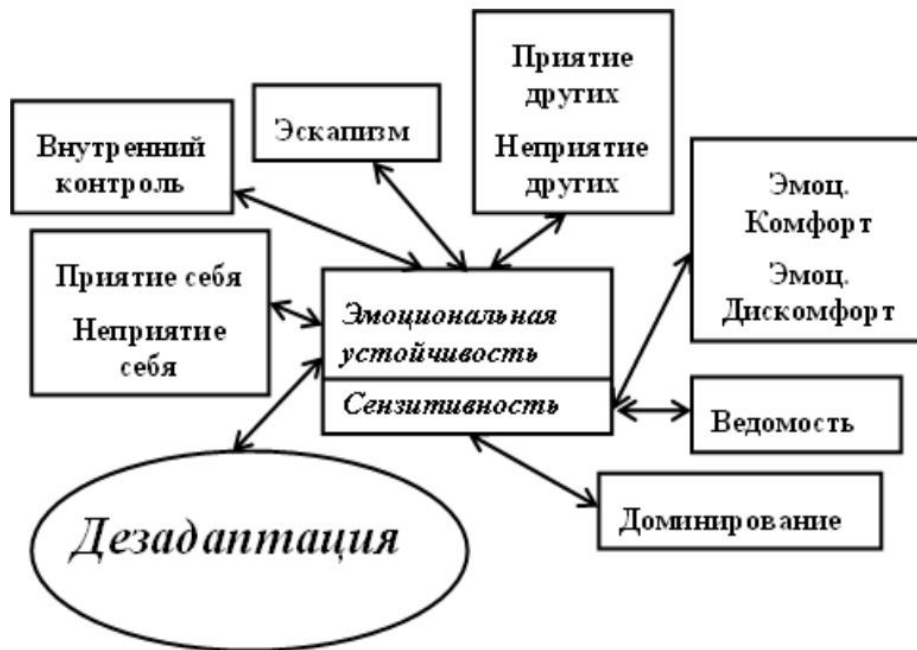 Приятие
других
Неприятие
других
Эскапизм
Внутренний
контроль
Эмоц.
Комфорт
Эмоц.
Дискомфорт
Приятие себя
Неприятие
себя
Эмоциональная
устойчивость
Сензитивность
Ведомость
Доминирование
Дезадаптация